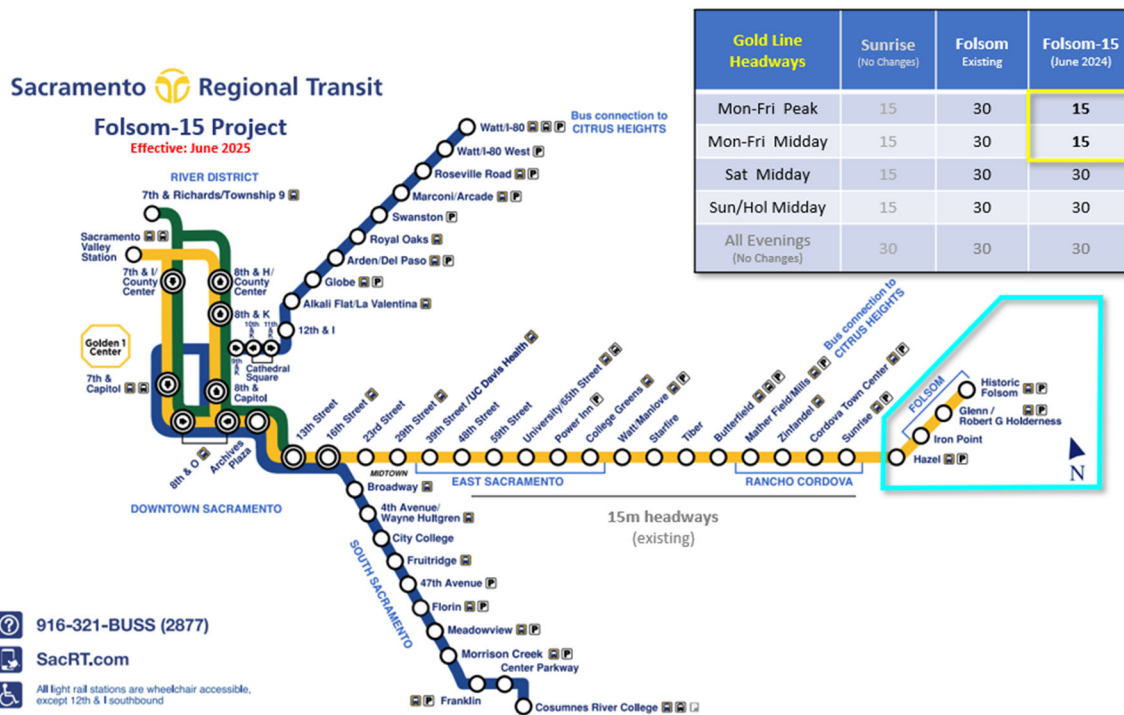 Sacramento Regional Transit
Folsom-15 Project
Effective: June 2025
Gold Line Headways
Sunrise (No Changes)
Folsom Existing
Folsom-15 (June 2024)
Mon-Fri Peak 15 30 15
Mon-Fri Midday 15 30 15
Sat Midday 15 30 30
Sun/Hol Midday 15 30 30
All Evenings (No Changes) 30 30 30
Bus connection to
CITRUS HEIGHTS
Watt/I-80 P
Watt/I-80 West P
Roseville Road P
Marconi/Arcade P
Swanston P
Royal Oaks
Arden/Del Paso P
Globe P
Alkali Flat/La Valentina
12th & I
RIVER DISTRICT
7th & Richards/Township 9
Sacramento
Valley
Station
7th & I/
County
Center
8th & H/
County
Center
8th & K
9th & K
10th & K
11th & K
Cathedral
Square
Golden 1
Center
7th &
Capitol
8th &
Capitol
8th & O
Archives
Plaza
DOWNTOWN SACRAMENTO
13th Street
16th Street
23rd Street
29th Street
39th Street /UC Davis Health
48th Street
59th Street
University/65th Street
Power Inn P
College Greens
Watt/Manlove P
Starfire
Tiber
Butterfield P
Mather Field/Mills P
Zinfandel
Cordova Town Center
Sunrise P
Bus connection to
CITRUS HEIGHTS
MIDTOWN
EAST SACRAMENTO
RANCHO CORDOVA
15m headways
(existing)
FOLSOM
Historic
Folsom P
Glenn /
Robert G Holderness P
Iron Point
Hazel P
N
Broadway
4th Avenue/
Wayne Hultgren
City College
Fruitridge
47th Avenue P
Florin P
Meadowview P
Morrison Creek P
Center Parkway
Franklin P
Cosumnes River College P
SOUTH SACRAMENTO
? 916-321-BUSS (2877)
SacRT.com
All light rail stations are wheelchair accessible,
except 12th & I southbound